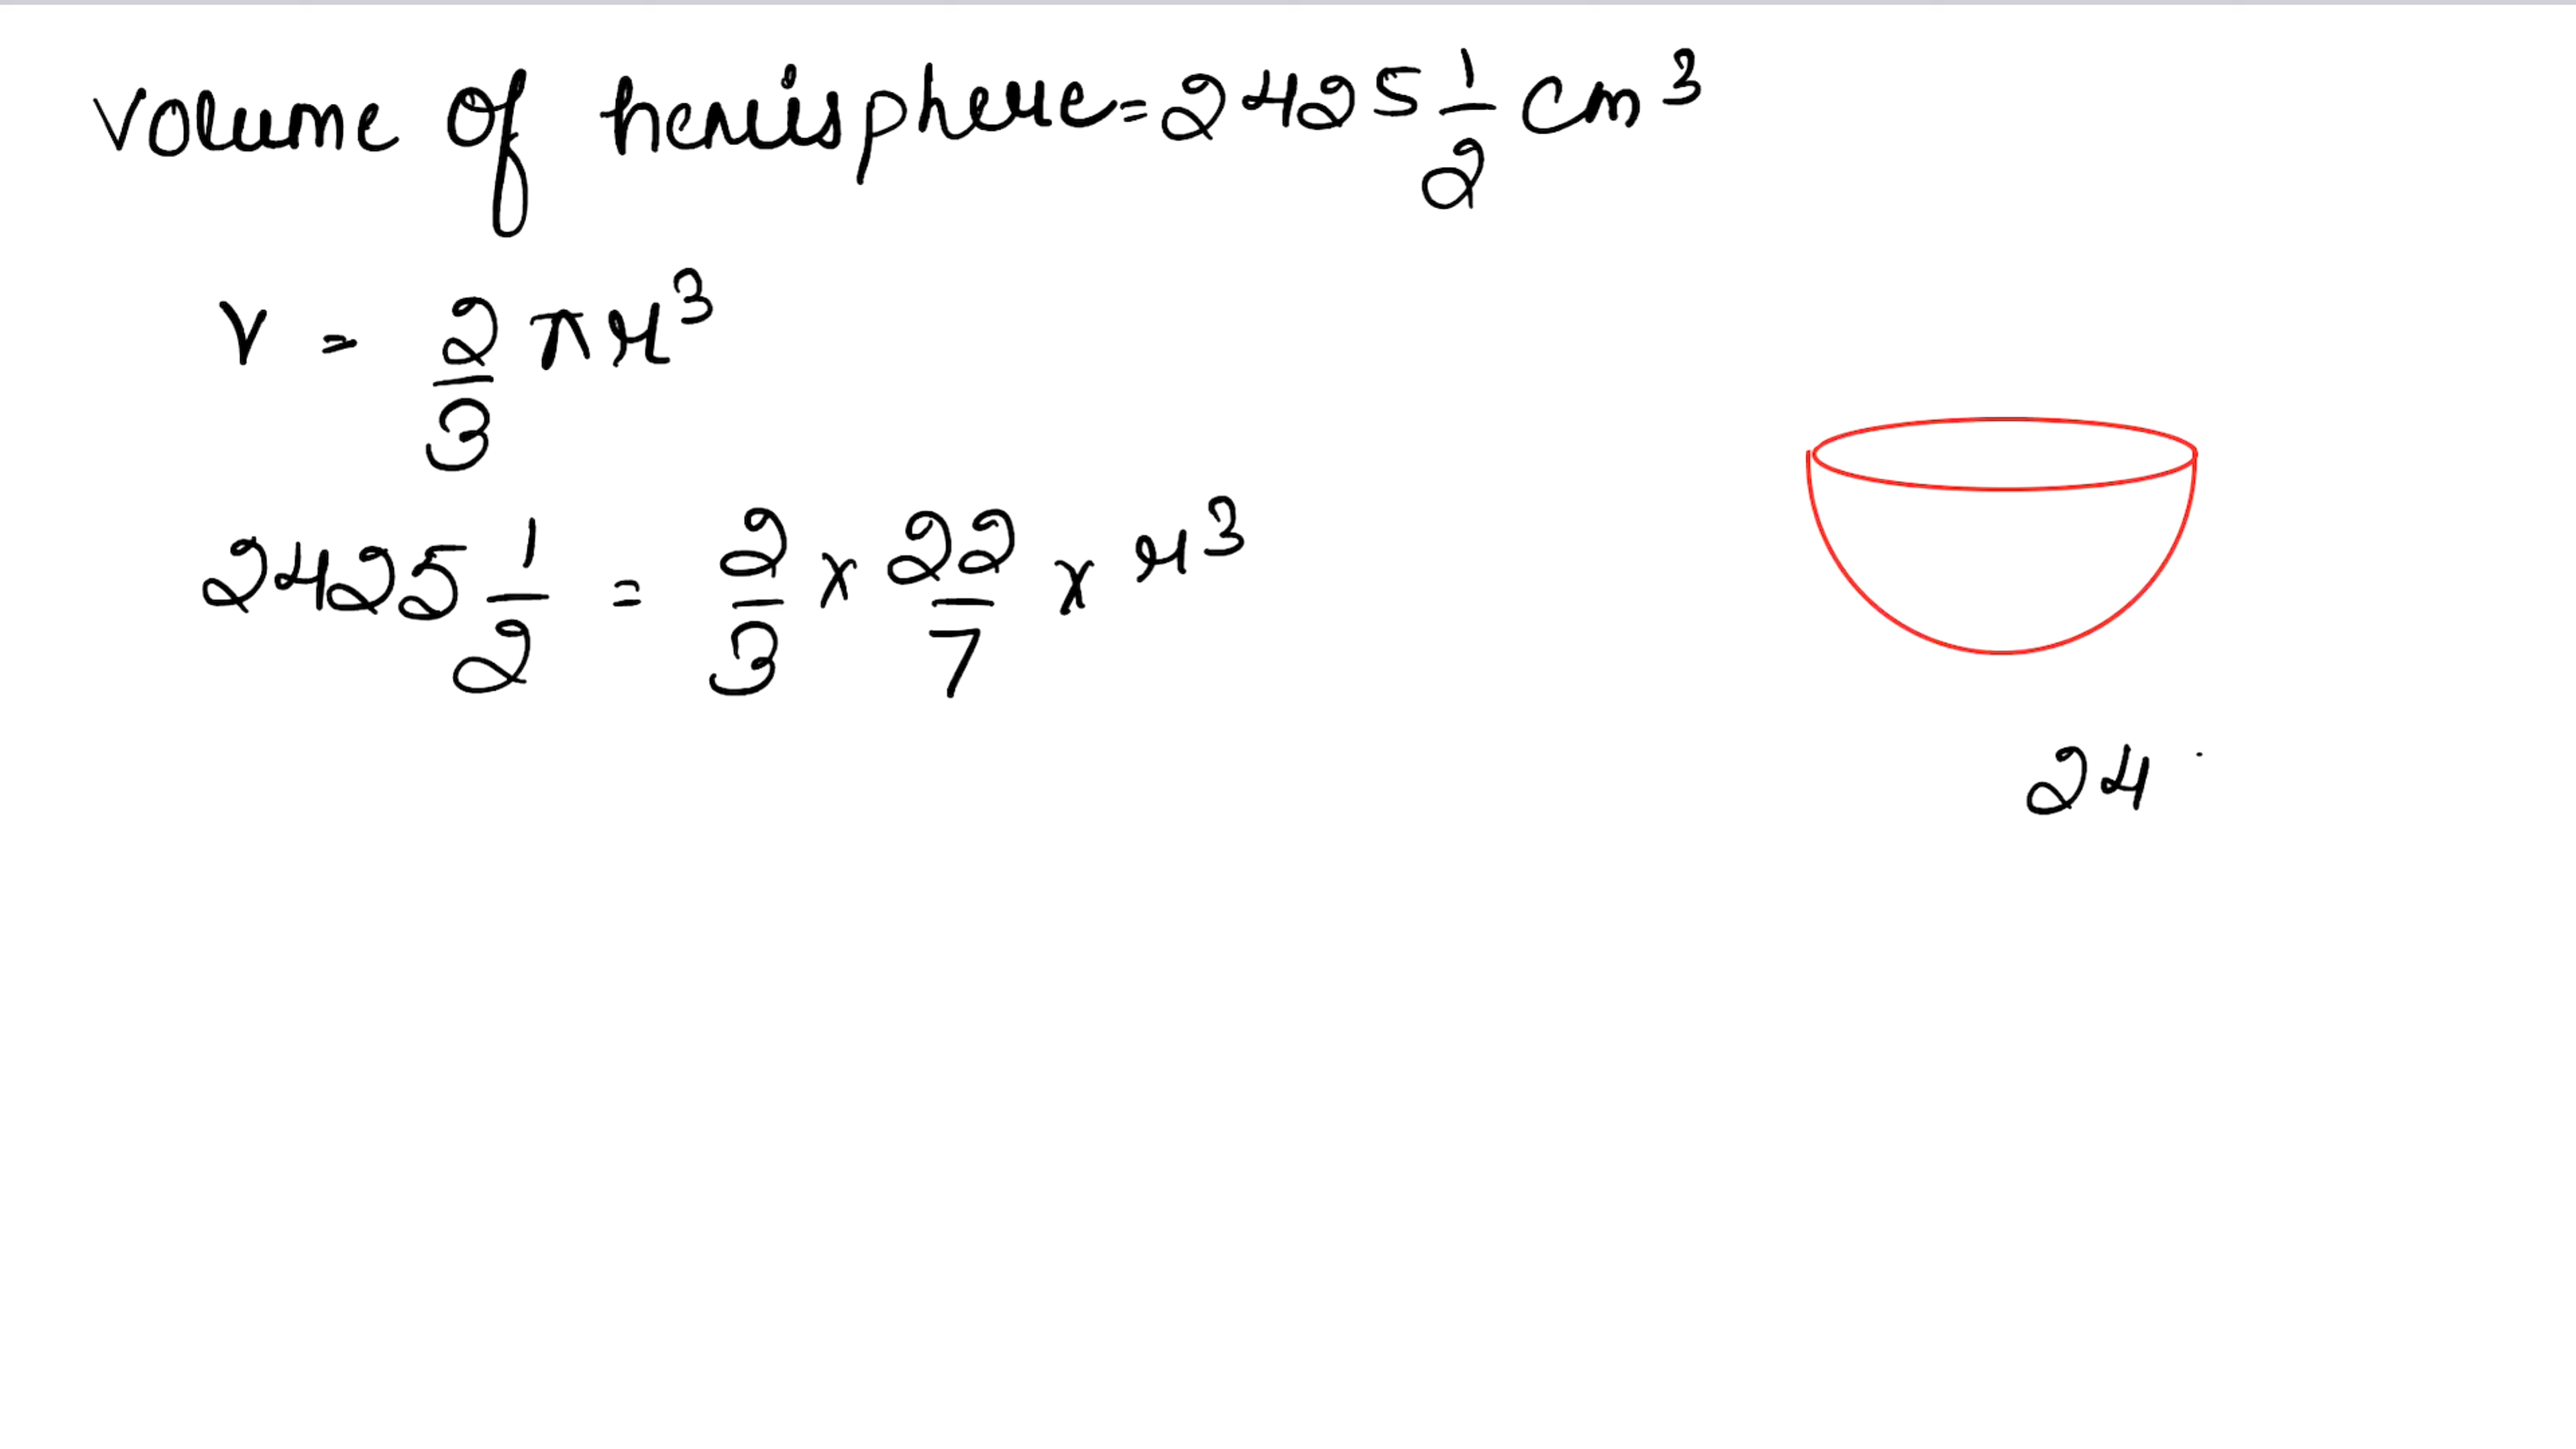 volume of hemisphere = 2425 1/2 cm³
V = 2/3 πr³
2425 1/2 = 2/3 × 22/7 × r³
24